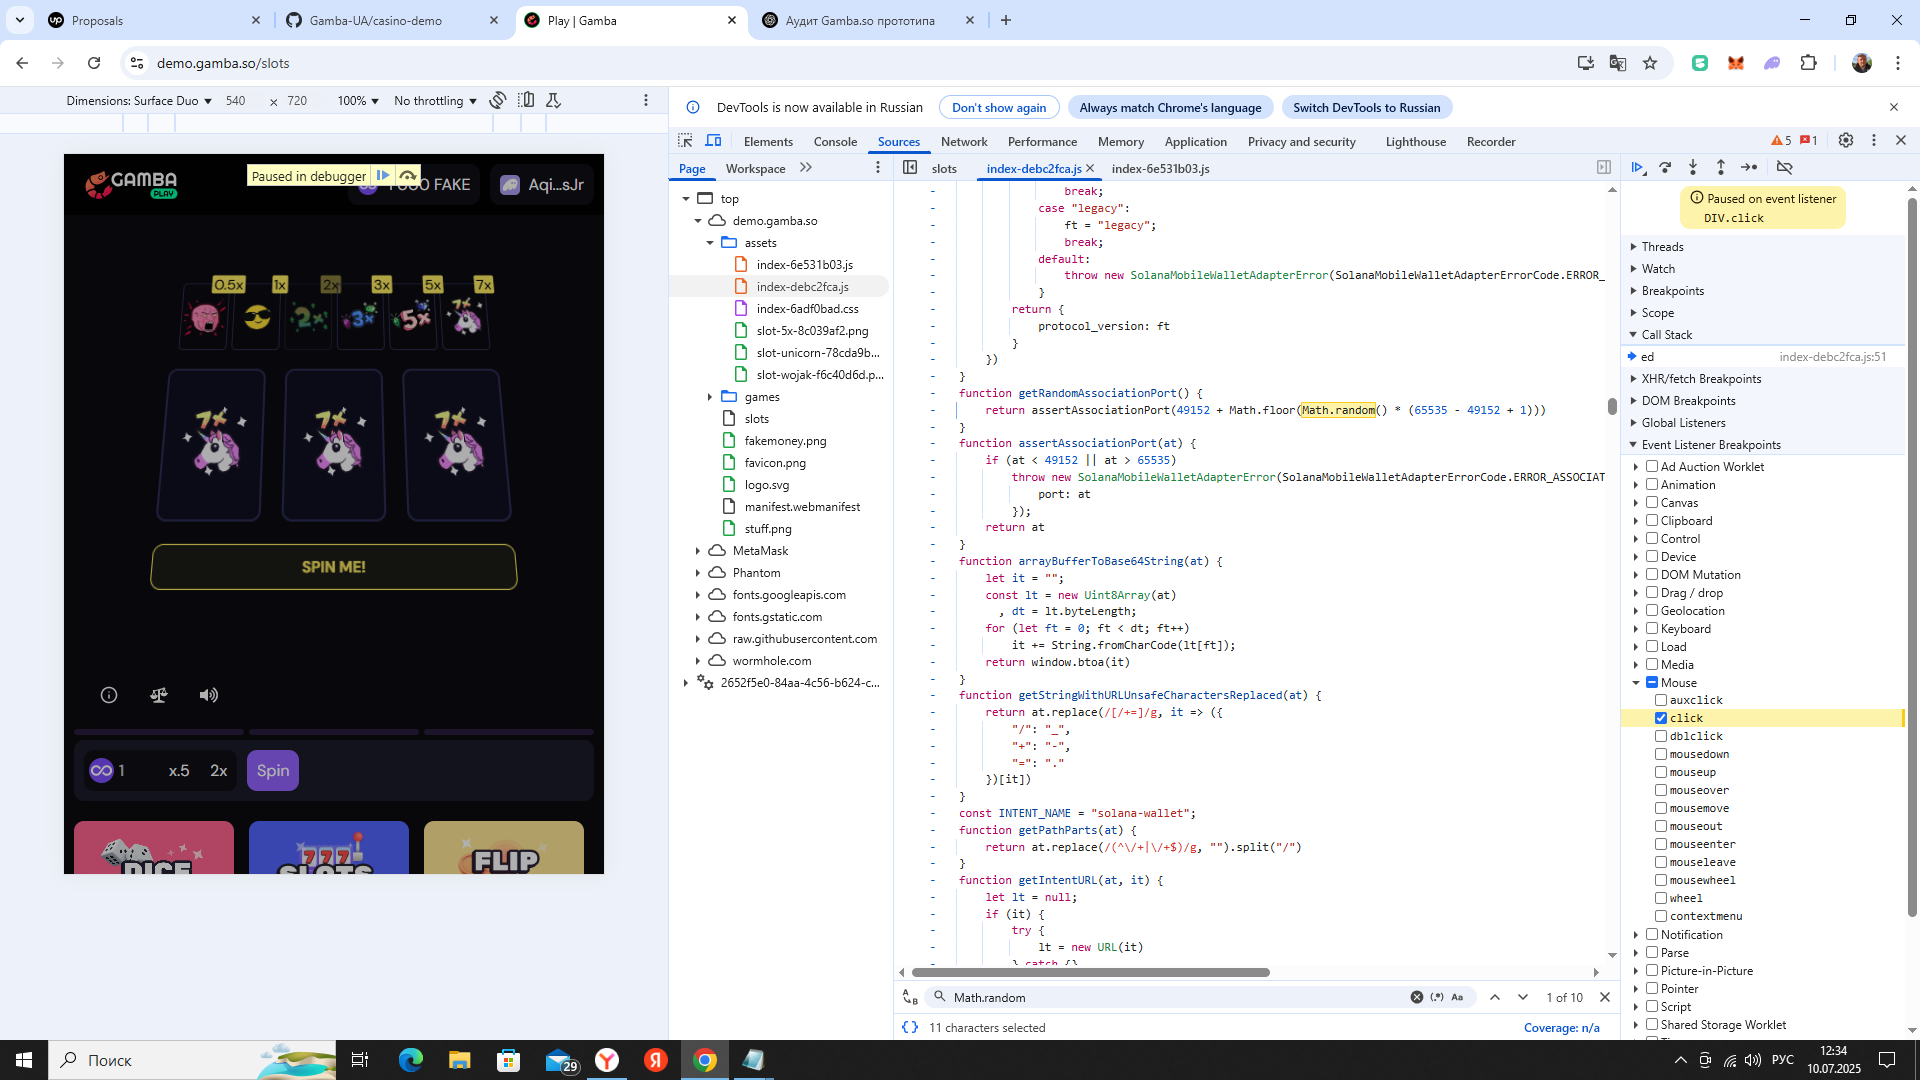 Proposals
Gamba-UA/casino-demo
Play | Gamba
Аудит Gamba.so прототипа
demo.gamba.so/slots
Dimensions: Surface Duo
540
×
720
100%
No throttling
DevTools is now available in Russian
Don't show again
Always match Chrome's language
Switch DevTools to Russian
Elements
Console
Sources
Network
Performance
Memory
Application
Privacy and security
Lighthouse
Recorder
5
1
Page
Workspace
slots
index-debc2fca.js
index-6e531b03.js
GAMBA
PLAY
Paused in debugger
FAKE
Aqi...sJr
0.5x
1x
2x
3x
5x
7x
2x
3x
5x
7x
7x
7x
7x
SPIN ME!
1
x.5
2x
Spin
DICE
777
SLOTS
FLIP
top
demo.gamba.so
assets
index-6e531b03.js
index-debc2fca.js
index-6adf0bad.css
slot-5x-8c039af2.png
slot-unicorn-78cda9b...
slot-wojak-f6c40d6d.p...
games
slots
fakemoney.png
favicon.png
logo.svg
manifest.webmanifest
stuff.png
MetaMask
Phantom
fonts.googleapis.com
fonts.gstatic.com
raw.githubusercontent.com
wormhole.com
2652f5e0-84aa-4c56-b624-c...
break;
case "legacy":
ft = "legacy";
break;
default:
throw new SolanaMobileWalletAdapterError(SolanaMobileWalletAdapterErrorCode.ERROR_
}
return {
protocol_version: ft
}
})
}
function getRandomAssociationPort() {
return assertAssociationPort(49152 + Math.floor(Math.random() * (65535 - 49152 + 1)))
}
function assertAssociationPort(at) {
if (at < 49152 || at > 65535)
throw new SolanaMobileWalletAdapterError(SolanaMobileWalletAdapterErrorCode.ERROR_ASSOCIAT
port: at
});
return at
}
function arrayBufferToBase64String(at) {
let it = "";
const lt = new Uint8Array(at)
, dt = lt.byteLength;
for (let ft = 0; ft < dt; ft++)
it += String.fromCharCode(lt[ft]);
return window.btoa(it)
}
function getStringWithURLUnsafeCharactersReplaced(at) {
return at.replace(/[/+=]/g, it => ({
"/": "_",
"+": "-",
"=": "."
})[it])
}
const INTENT_NAME = "solana-wallet";
function getPathParts(at) {
return at.replace(/(^\/+|\/+$)/g, "").split("/")
}
function getIntentURL(at, it) {
let lt = null;
if (it) {
try {
lt = new URL(it)
} catch {}
Math.random
1 of 10
11 characters selected
Coverage: n/a
Paused on event listener
DIV.click
Threads
Watch
Breakpoints
Scope
Call Stack
ed
index-debc2fca.js:51
XHR/fetch Breakpoints
DOM Breakpoints
Global Listeners
Event Listener Breakpoints
Ad Auction Worklet
Animation
Canvas
Clipboard
Control
Device
DOM Mutation
Drag / drop
Geolocation
Keyboard
Load
Media
Mouse
auxclick
click
dblclick
mousedown
mouseup
mouseover
mousemove
mouseout
mouseenter
mouseleave
mousewheel
wheel
contextmenu
Notification
Parse
Picture-in-Picture
Pointer
Script
Shared Storage Worklet
Поиск
29
РУС
12:34
10.07.2025